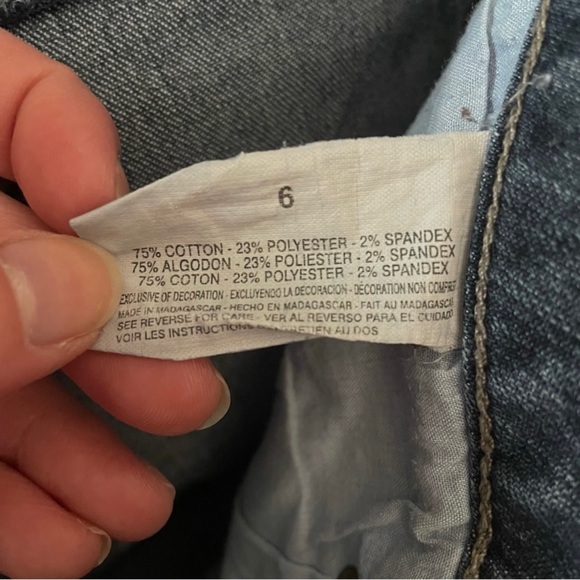 6
75% COTTON - 23% POLYESTER - 2% SPANDEX
75% ALGODON - 23% POLIESTER - 2% SPANDEX
75% COTON - 23% POLYESTER - 2% SPANDEX
EXCLUSIVE OF DECORATION - EXCLUYENDO LA DECORACION - DECORATION NON
MADE IN MADAGASCAR - HECHO EN MADAGASCAR - FAIT AU MADAGASCAR
SEE REVERSE FOR CARE - VER AL REVERSO PARA EL CUIDADO
VOIR LES INSTRUCTIONS AU DOS